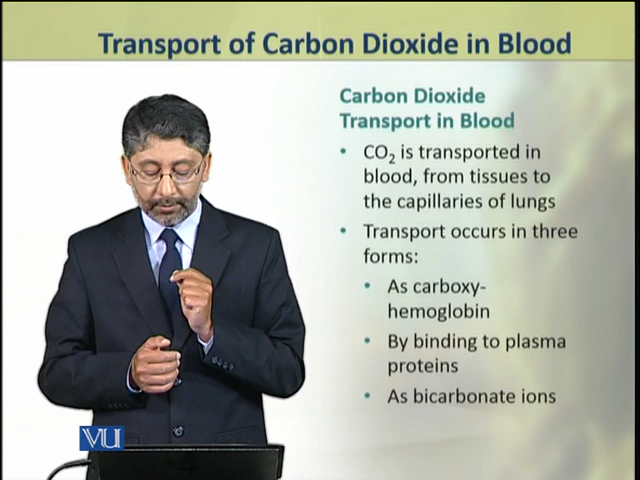 Transport of Carbon Dioxide in Blood
Carbon Dioxide
Transport in Blood
• CO₂ is transported in
blood, from tissues to
the capillaries of lungs
• Transport occurs in three
forms:
• As carboxy-
hemoglobin
• By binding to plasma
proteins
• As bicarbonate ions
VU